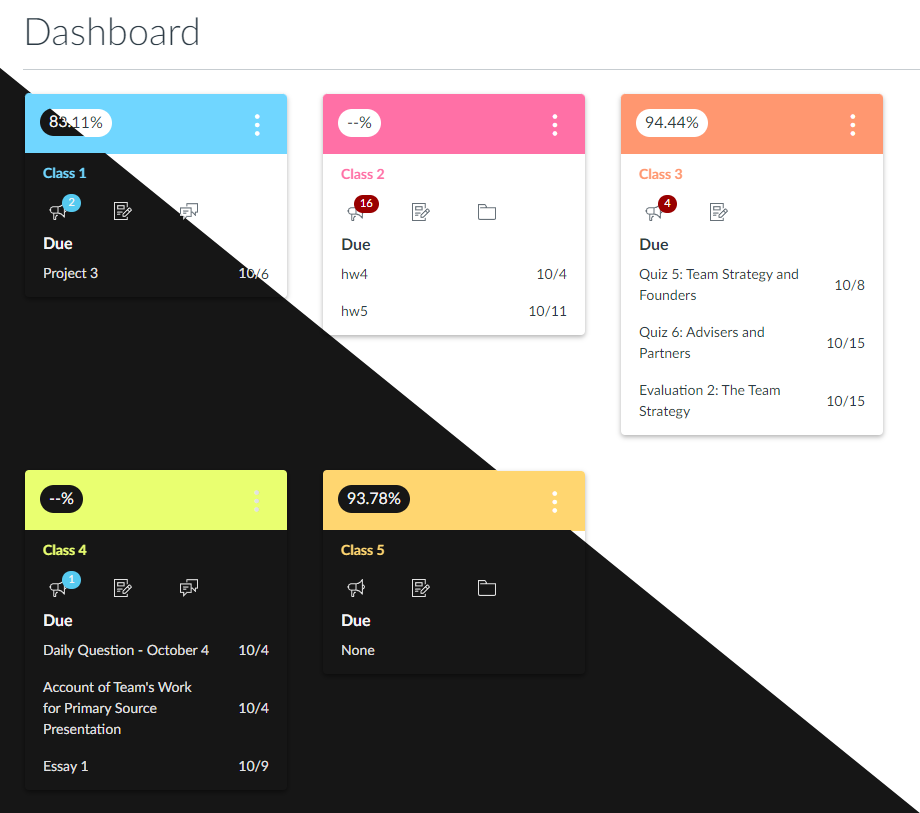 Dashboard
83.11%
Class 1
2
Due
Project 3 10/6
--%
Class 2
16
Due
hw4 10/4
hw5 10/11
94.44%
Class 3
4
Due
Quiz 5: Team Strategy and
Founders 10/8
Quiz 6: Advisers and
Partners 10/15
Evaluation 2: The Team
Strategy 10/15
--%
Class 4
1
Due
Daily Question - October 4 10/4
Account of Team's Work
for Primary Source 10/4
Presentation
Essay 1 10/9
93.78%
Class 5
Due
None